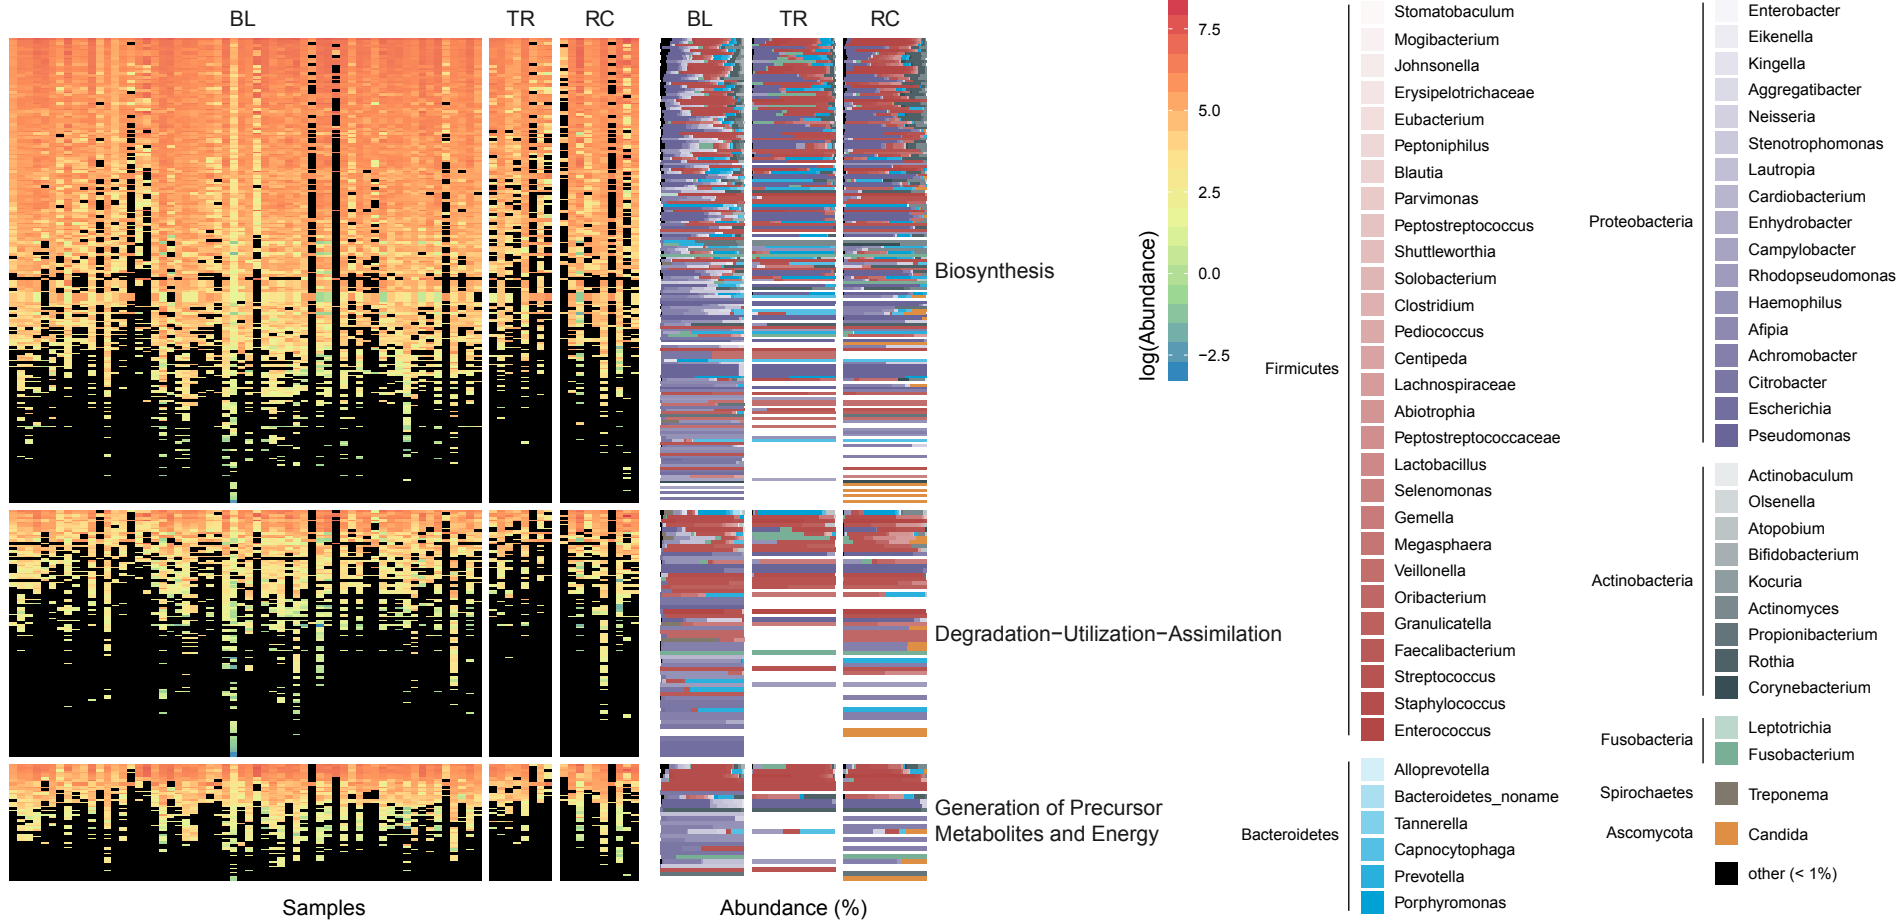 BL
TR
RC
BL
TR
RC
Biosynthesis
Degradation−Utilization−Assimilation
Generation of Precursor
Metabolites and Energy
Samples
Abundance (%)
log(Abundance)
7.5
5.0
2.5
0.0
−2.5
Firmicutes
Stomatobaculum
Mogibacterium
Johnsonella
Erysipelotrichaceae
Eubacterium
Peptoniphilus
Blautia
Parvimonas
Peptostreptococcus
Shuttleworthia
Solobacterium
Clostridium
Pediococcus
Centipeda
Lachnospiraceae
Abiotrophia
Peptostreptococcaceae
Lactobacillus
Selenomonas
Gemella
Megasphaera
Veillonella
Oribacterium
Granulicatella
Faecalibacterium
Streptococcus
Staphylococcus
Enterococcus
Bacteroidetes
Alloprevotella
Bacteroidetes_noname
Tannerella
Capnocytophaga
Prevotella
Porphyromonas
Proteobacteria
Enterobacter
Eikenella
Kingella
Aggregatibacter
Neisseria
Stenotrophomonas
Lautropia
Cardiobacterium
Enhydrobacter
Campylobacter
Rhodopseudomonas
Haemophilus
Afipia
Achromobacter
Citrobacter
Escherichia
Pseudomonas
Actinobacteria
Actinobaculum
Olsenella
Atopobium
Bifidobacterium
Kocuria
Actinomyces
Propionibacterium
Rothia
Corynebacterium
Fusobacteria
Leptotrichia
Fusobacterium
Spirochaetes
Treponema
Ascomycota
Candida
other (< 1%)